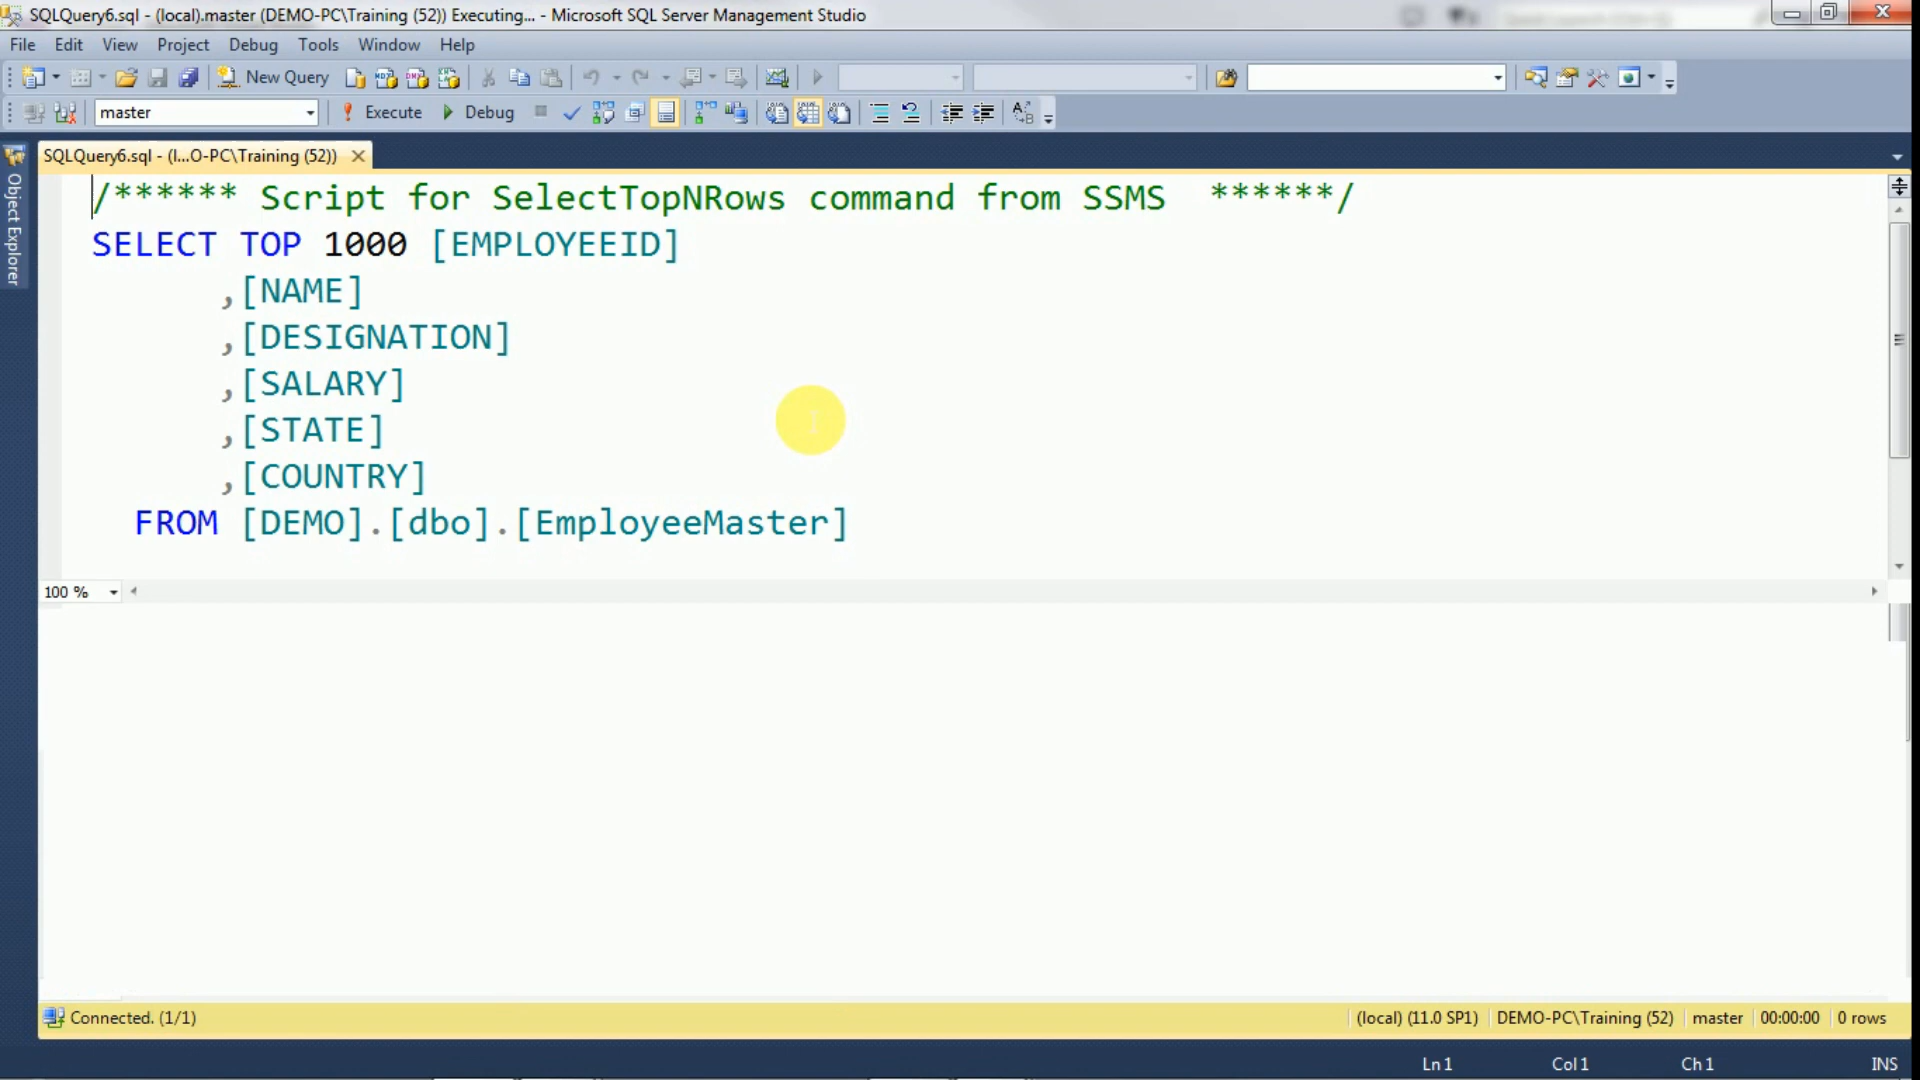 SQLQuery6.sql - (local).master (DEMO-PC\Training (52)) Executing... - Microsoft SQL Server Management Studio
File Edit View Project Debug Tools Window Help
New Query
master Execute Debug
SQLQuery6.sql - (l...O-PC\Training (52))
Object Explorer
/****** Script for SelectTopNRows command from SSMS ******/
SELECT TOP 1000 [EMPLOYEEID]
,[NAME]
,[DESIGNATION]
,[SALARY]
,[STATE]
,[COUNTRY]
FROM [DEMO].[dbo].[EmployeeMaster]
100 %
Connected. (1/1) (local) (11.0 SP1) DEMO-PC\Training (52) master 00:00:00 0 rows
Ln 1 Col 1 Ch 1 INS